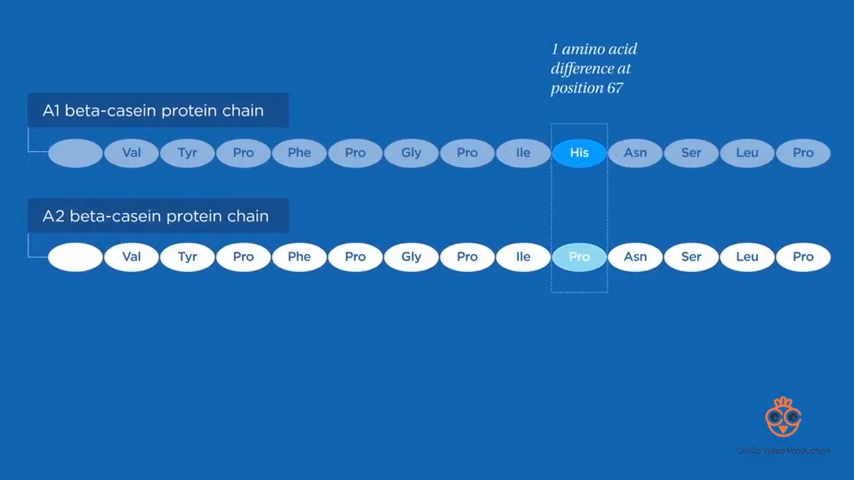 1 amino acid
difference at
position 67
A1 beta-casein protein chain
Val Tyr Pro Phe Pro Gly Pro Ile His Asn Ser Leu Pro
A2 beta-casein protein chain
Val Tyr Pro Phe Pro Gly Pro Ile Pro Asn Ser Leu Pro
Production